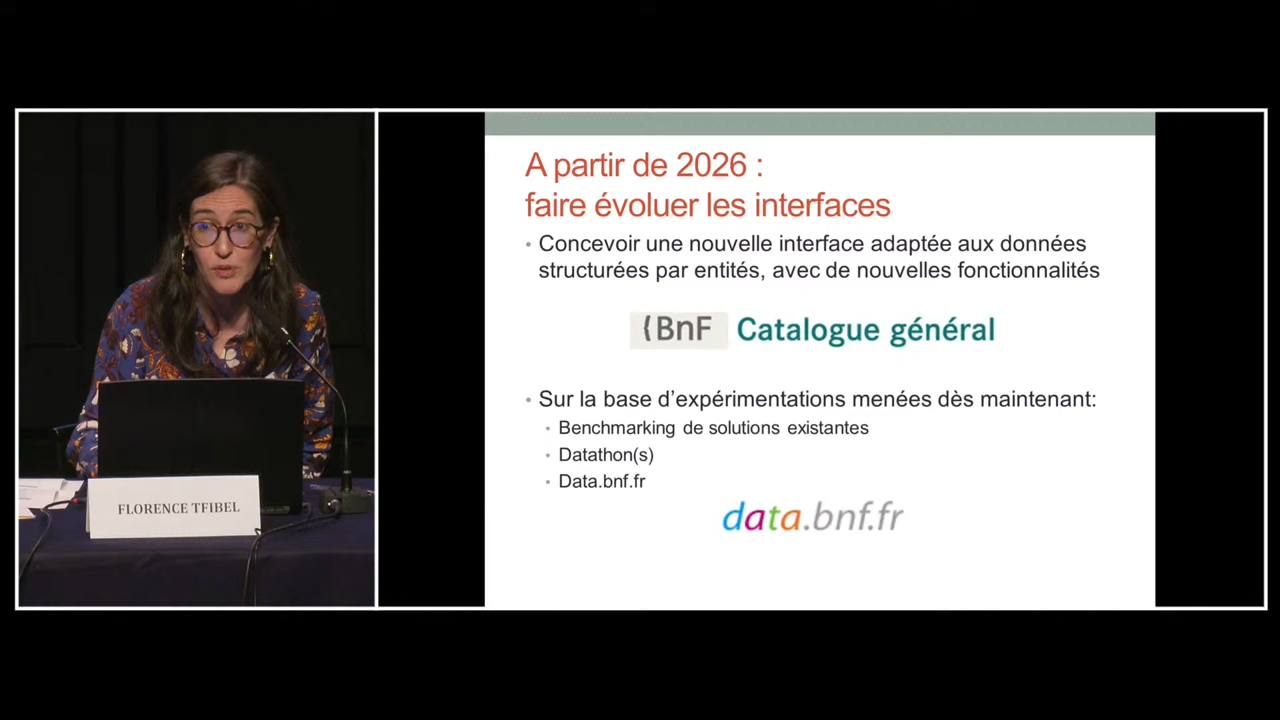 A partir de 2026 :
faire évoluer les interfaces
• Concevoir une nouvelle interface adaptée aux données
structurées par entités, avec de nouvelles fonctionnalités
{BnF Catalogue général
• Sur la base d'expérimentations menées dès maintenant:
• Benchmarking de solutions existantes
• Datathon(s)
• Data.bnf.fr
data.bnf.fr
FLORENCE TFIBEL